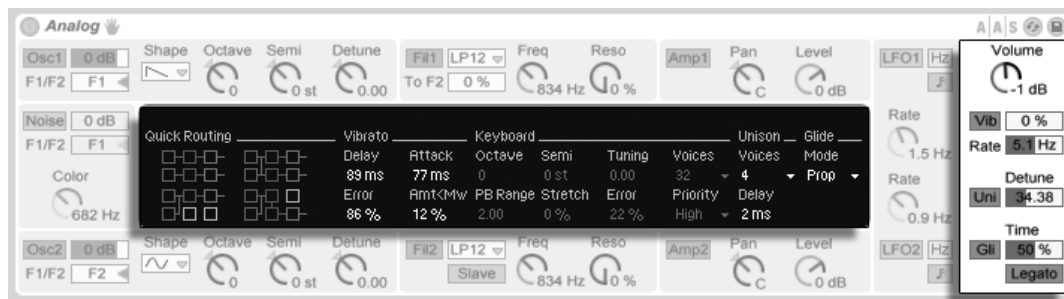 Analog
A A S
Osc1 0 dB Shape Octave Semi Detune Fil1 LP12 Freq Reso Amp1 Pan Level LFO1 Hz Volume
F1/F2 F1 0 0 st 0.00 To F2 0 % 834 Hz 0 % C 0 dB -1 dB
Noise 0 dB Quick Routing Vibrato Keyboard Unison Glide Rate Vib 0 %
F1/F2 F1 Delay Attack Octave Semi Tuning Voices Voices Mode 1.5 Hz Rate 5.1 Hz
Color 89 ms 77 ms 0 0 st 0.00 32 4 Prop Rate Detune
Error Amt<Mw PB Range Stretch Error Priority Delay Uni 34.38
682 Hz 86 % 12 % 2.00 0 % 22 % High 2 ms 0.9 Hz
Osc2 0 dB Shape Octave Semi Detune Fil2 LP12 Freq Reso Amp2 Pan Level LFO2 Hz Time
Gli 50 %
F1/F2 F2 0 0 st 0.00 Slave 834 Hz 0 % C 0 dB Legato